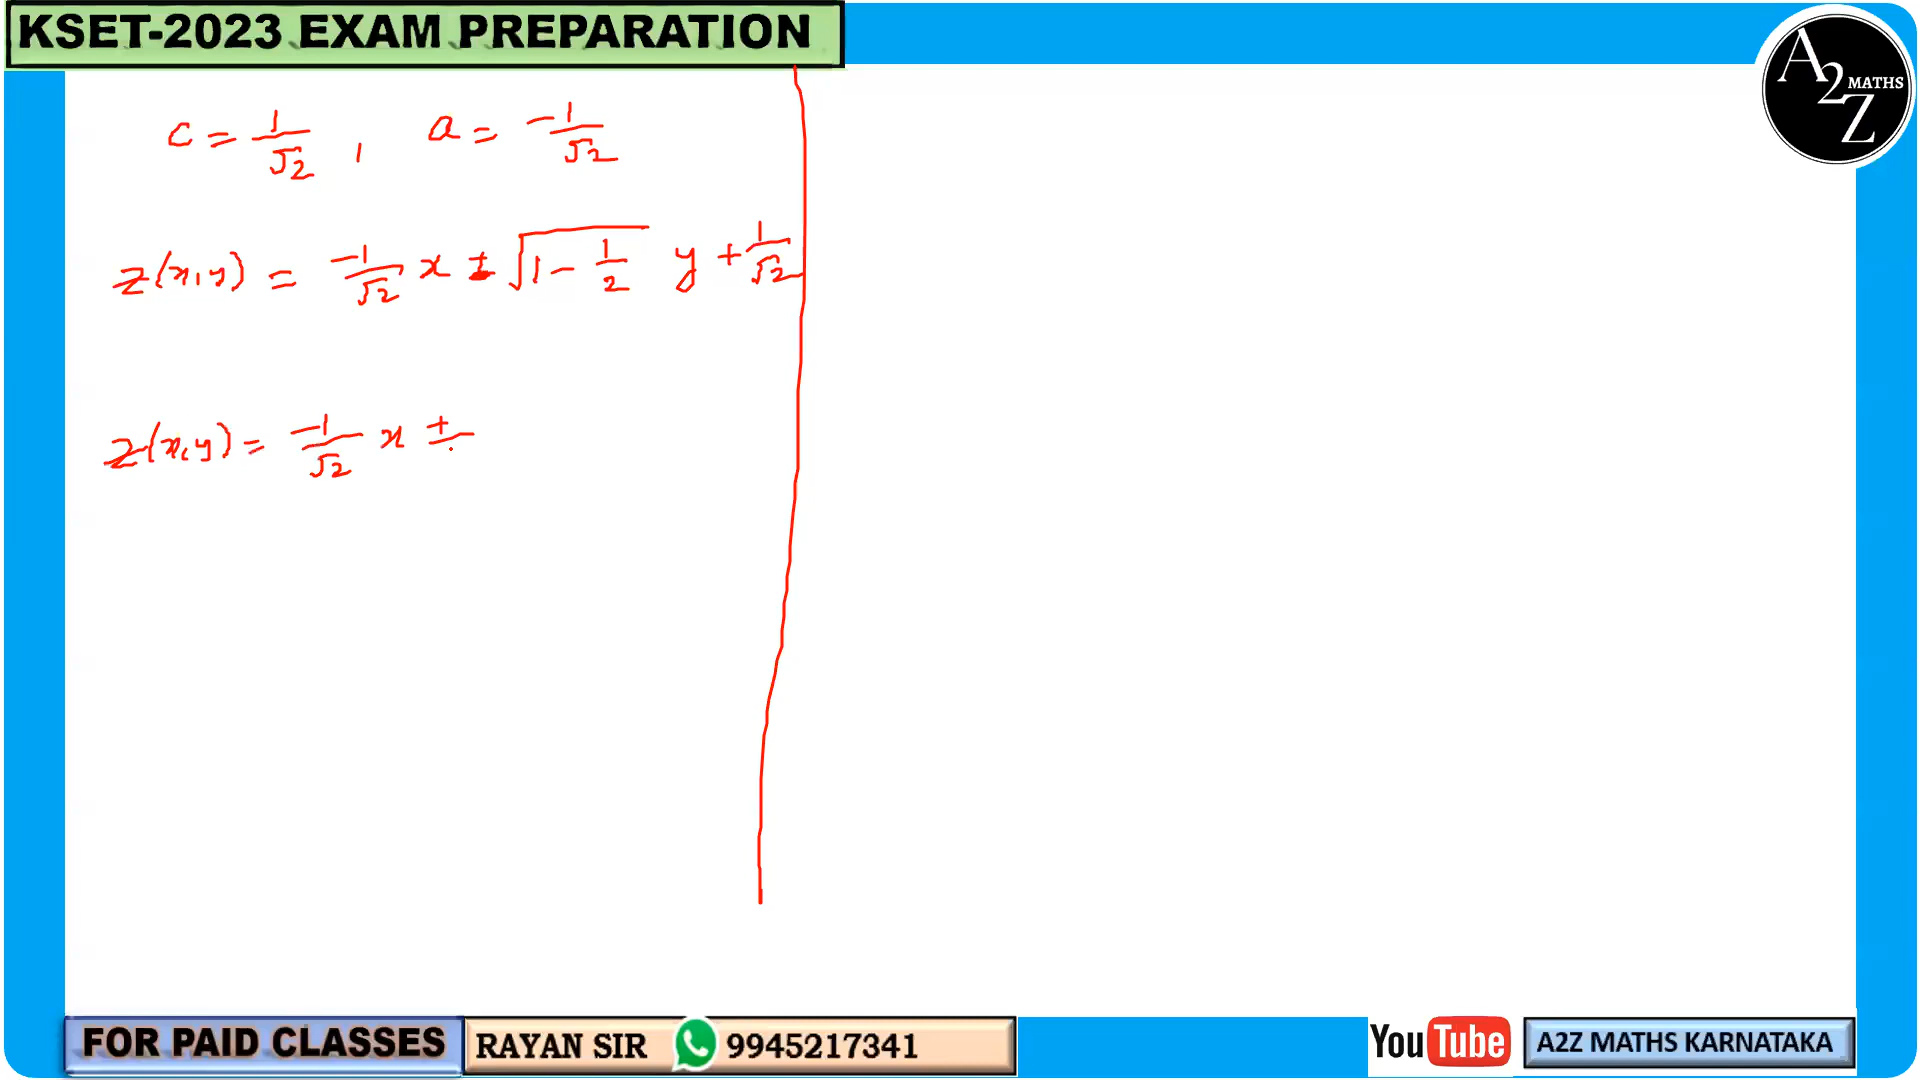 KSET-2023 EXAM PREPARATION
A2Z MATHS
c = 1/√2 , a = -1/√2
z(x,y) = -1/√2 x ± √(1 - 1/2) y + 1/√2
z(x,y) = -1/√2 x ±
FOR PAID CLASSES
RAYAN SIR 9945217341
YouTube
A2Z MATHS KARNATAKA